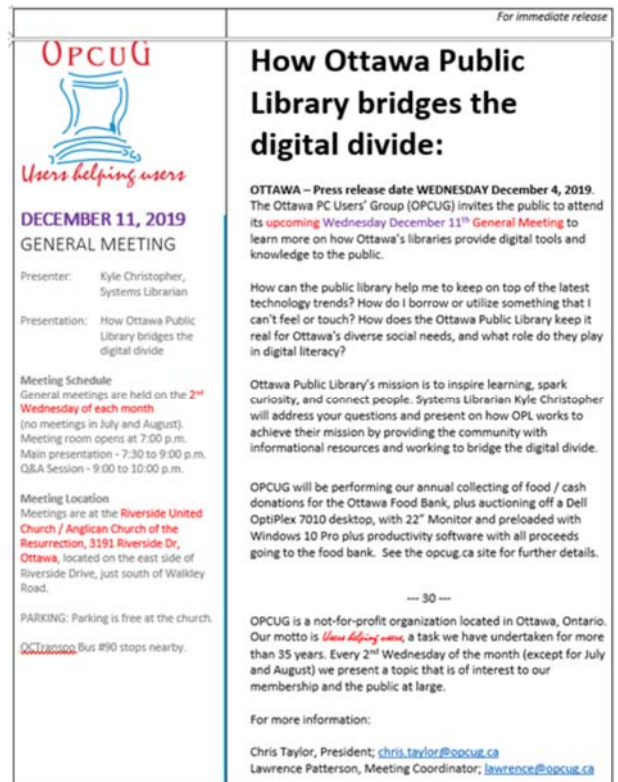 For immediate release
OPCUG
Users helping users
DECEMBER 11, 2019
GENERAL MEETING
Presenter: Kyle Christopher,
Systems Librarian
Presentation: How Ottawa Public
Library bridges the
digital divide
Meeting Schedule
General meetings are held on the 2nd
Wednesday of each month
(no meetings in July and August).
Meeting room opens at 7:00 p.m.
Main presentation - 7:30 to 9:00 p.m.
Q&A Session - 9:00 to 10:00 p.m.
Meeting Location
Meetings are at the Riverside United
Church / Anglican Church of the
Resurrection, 3191 Riverside Dr,
Ottawa, located on the east side of
Riverside Drive, just south of Walkley
Road.
PARKING: Parking is free at the church.
OCTranspo Bus #90 stops nearby.
How Ottawa Public
Library bridges the
digital divide:
OTTAWA – Press release date WEDNESDAY December 4, 2019.
The Ottawa PC Users' Group (OPCUG) invites the public to attend
its upcoming Wednesday December 11th General Meeting to
learn more on how Ottawa's libraries provide digital tools and
knowledge to the public.
How can the public library help me to keep on top of the latest
technology trends? How do I borrow or utilize something that I
can't feel or touch? How does the Ottawa Public Library keep it
real for Ottawa's diverse social needs, and what role do they play
in digital literacy?
Ottawa Public Library's mission is to inspire learning, spark
curiosity, and connect people. Systems Librarian Kyle Christopher
will address your questions and present on how OPL works to
achieve their mission by providing the community with
informational resources and working to bridge the digital divide.
OPCUG will be performing our annual collecting of food / cash
donations for the Ottawa Food Bank, plus auctioning off a Dell
OptiPlex 7010 desktop, with 22" Monitor and preloaded with
Windows 10 Pro plus productivity software with all proceeds
going to the food bank. See the opcug.ca site for further details.
--- 30 ---
OPCUG is a not-for-profit organization located in Ottawa, Ontario.
Our motto is Users helping users, a task we have undertaken for more
than 35 years. Every 2nd Wednesday of the month (except for July
and August) we present a topic that is of interest to our
membership and the public at large.
For more information:
Chris Taylor, President; chris.taylor@opcug.ca
Lawrence Patterson, Meeting Coordinator; lawrence@opcug.ca